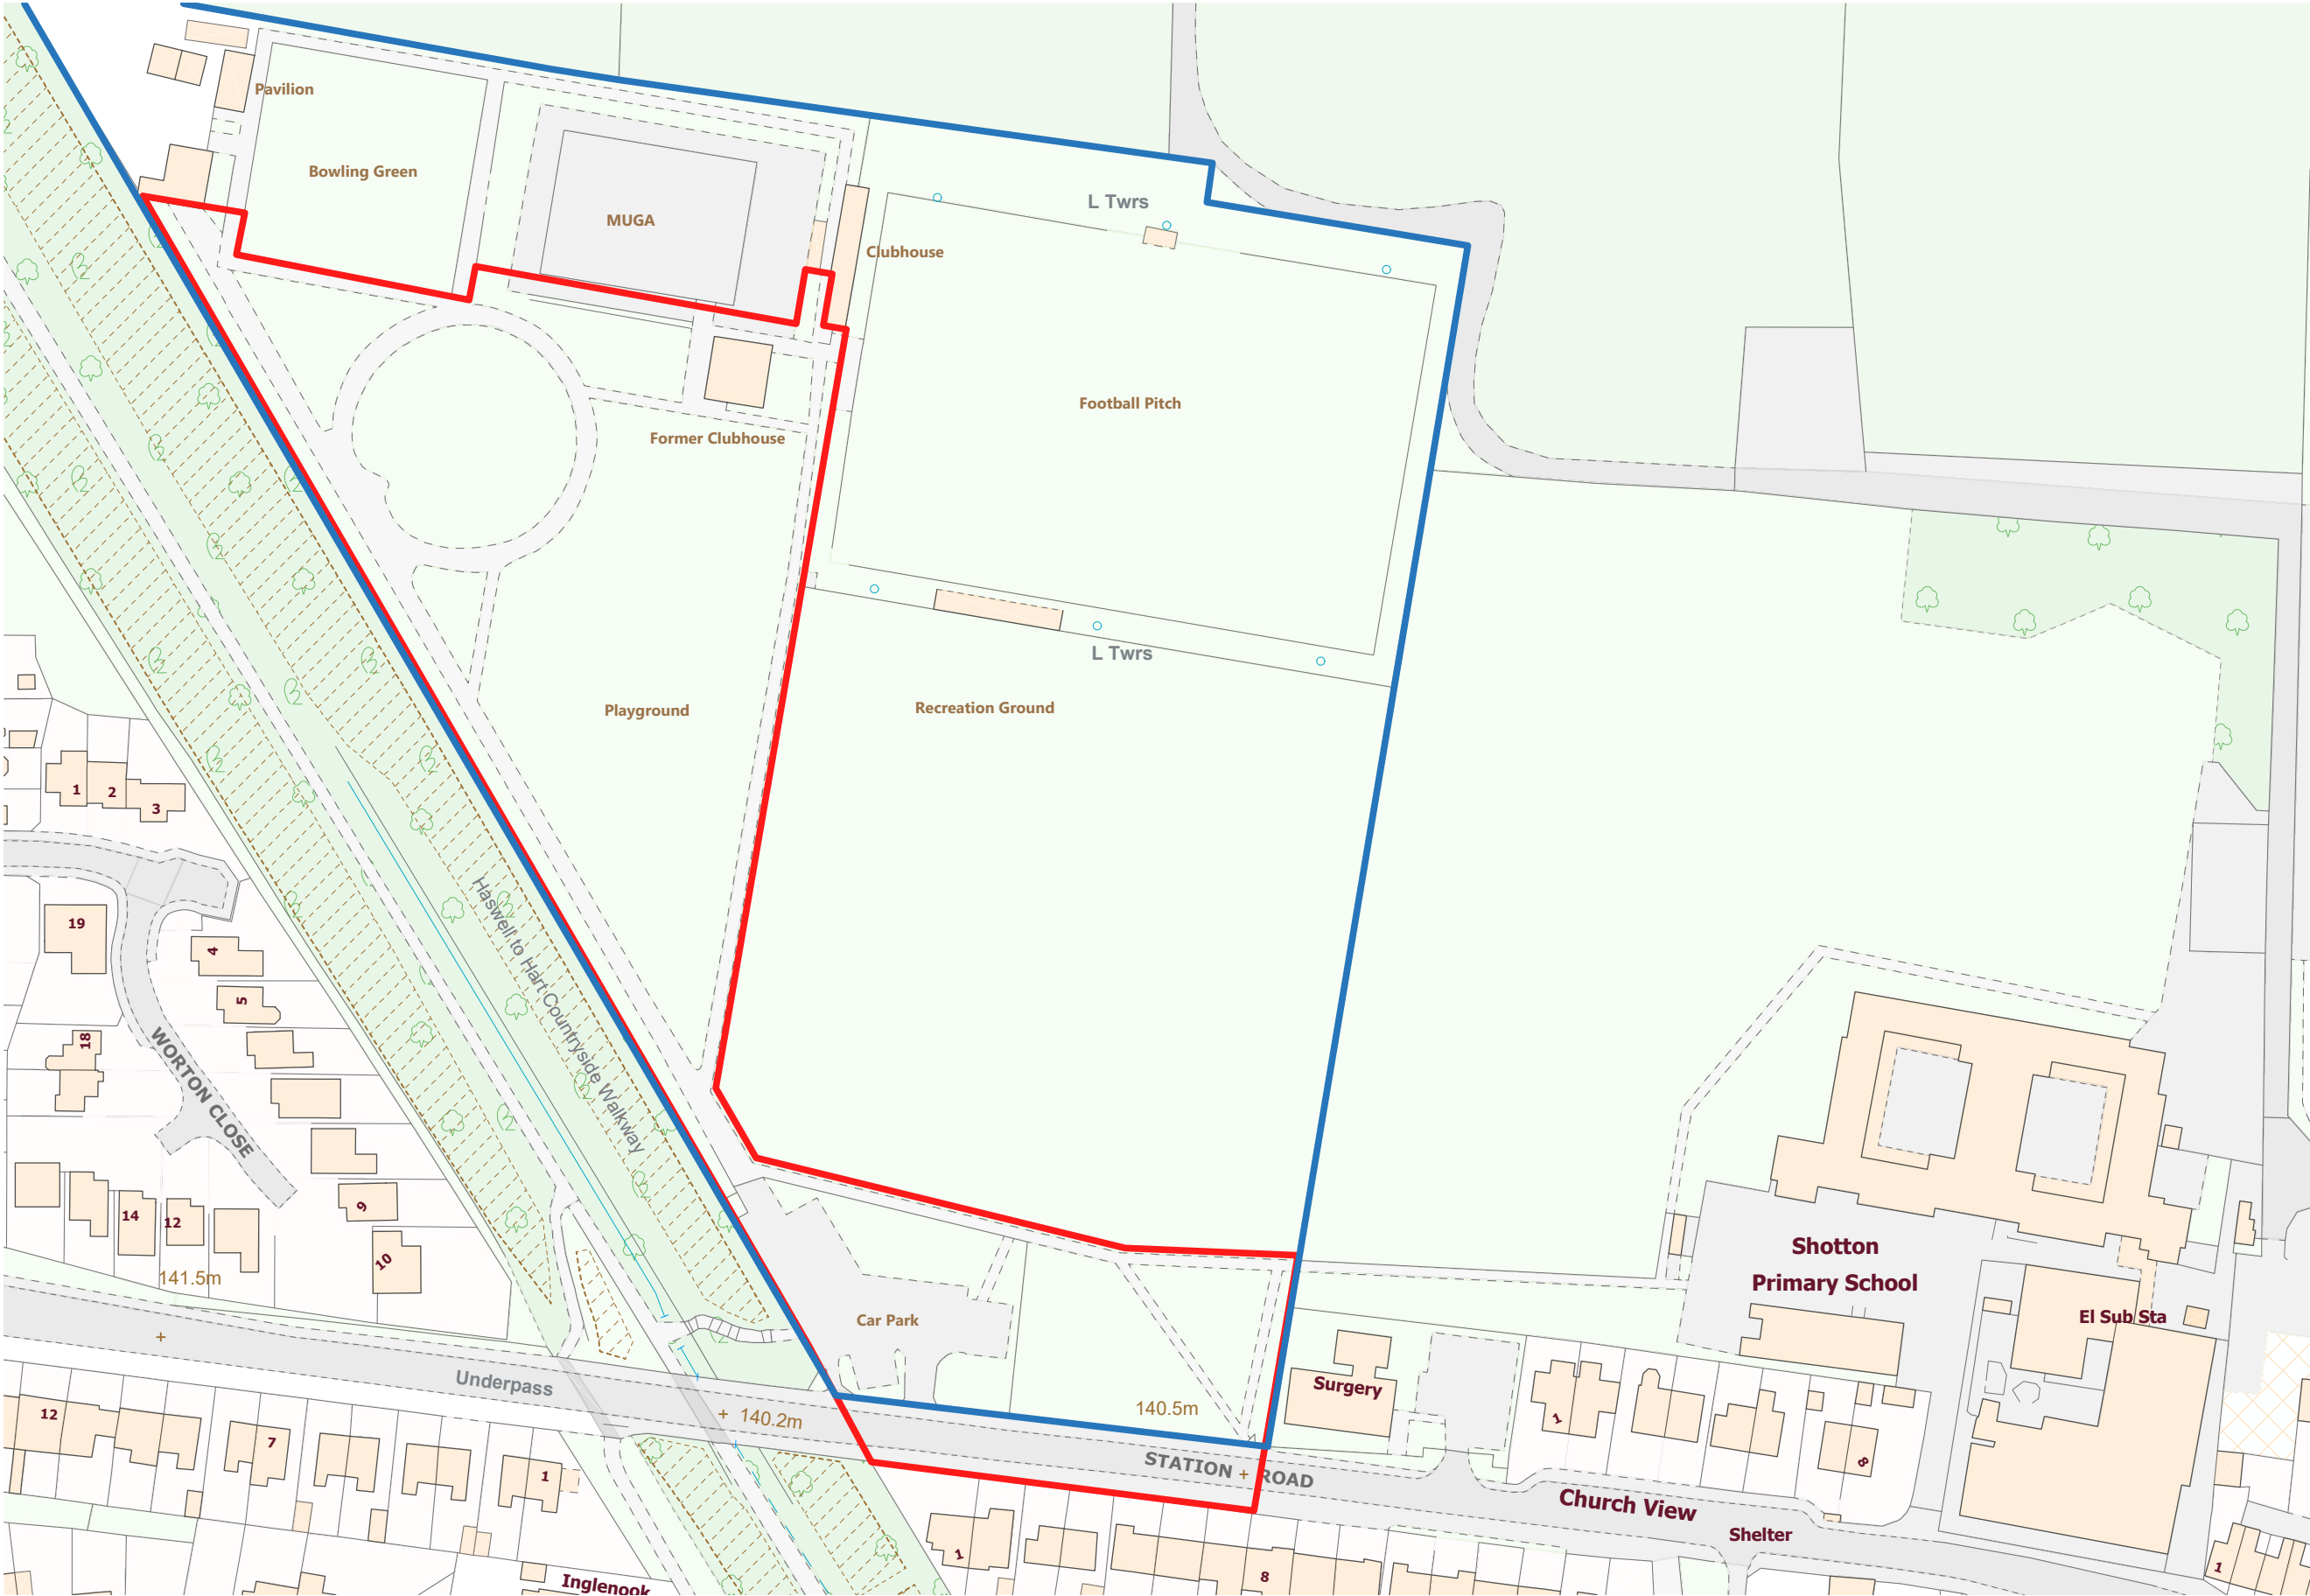 Pavilion
Bowling Green
L Twrs
MUGA
Clubhouse
Football Pitch
Former Clubhouse
L Twrs
Playground
Recreation Ground
1
2
3
Haswell to Hart Countryside Walkway
19
4
5
18
WORTON CLOSE
9
14
12
10
141.5m
Shotton
Primary School
El Sub Sta
Car Park
Underpass
Surgery
140.5m
140.2m
12
7
1
STATION ROAD
1
8
Church View
Shelter
1
8
1
Inglenook